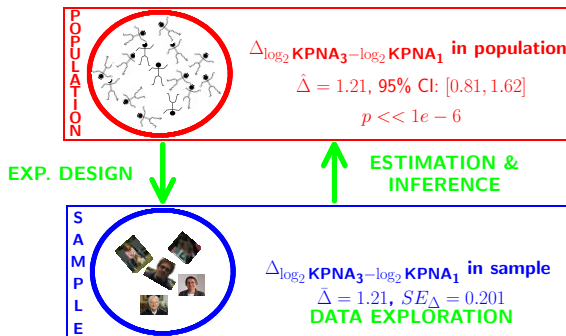 POPULATION
Δlog₂ KPNA₃−log₂ KPNA₁ in population
Δ̂ = 1.21, 95% CI: [0.81, 1.62]
p << 1e − 6
EXP. DESIGN
ESTIMATION &
INFERENCE
SAMPLE
Δlog₂ KPNA₃−log₂ KPNA₁ in sample
Δ̄ = 1.21, SE_Δ̄ = 0.201
DATA EXPLORATION